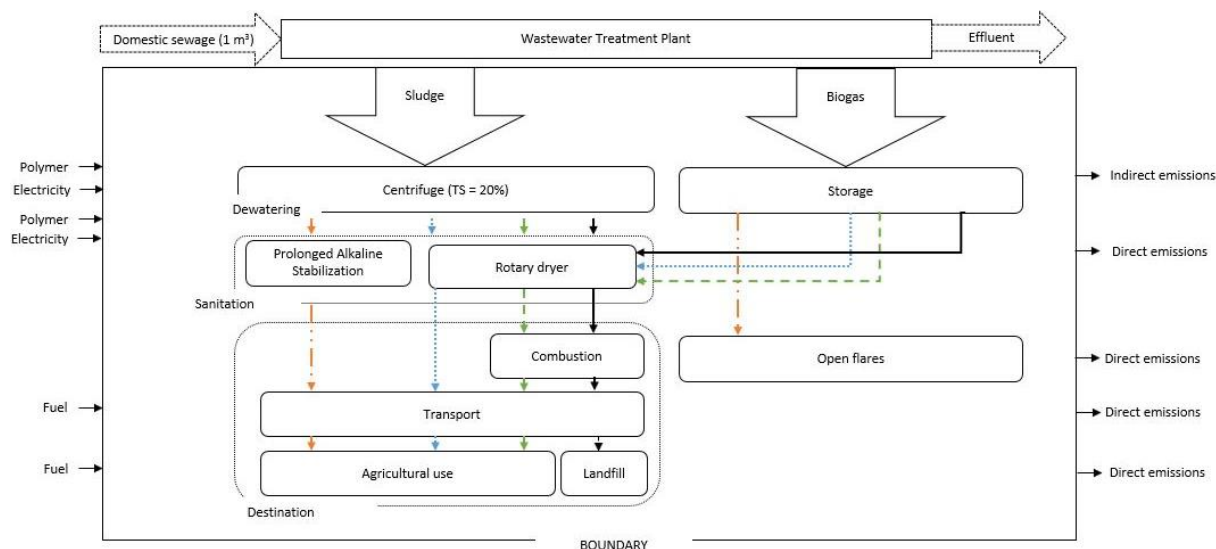 Domestic sewage (1 m³)
Wastewater Treatment Plant
Effluent
Sludge
Biogas
Polymer
Electricity
Polymer
Electricity
Centrifuge (TS = 20%)
Dewatering
Storage
Indirect emissions
Prolonged Alkaline
Stabilization
Rotary dryer
Direct emissions
Sanitation
Combustion
Open flares
Direct emissions
Fuel
Transport
Direct emissions
Fuel
Agricultural use
Landfill
Direct emissions
Destination
BOUNDARY